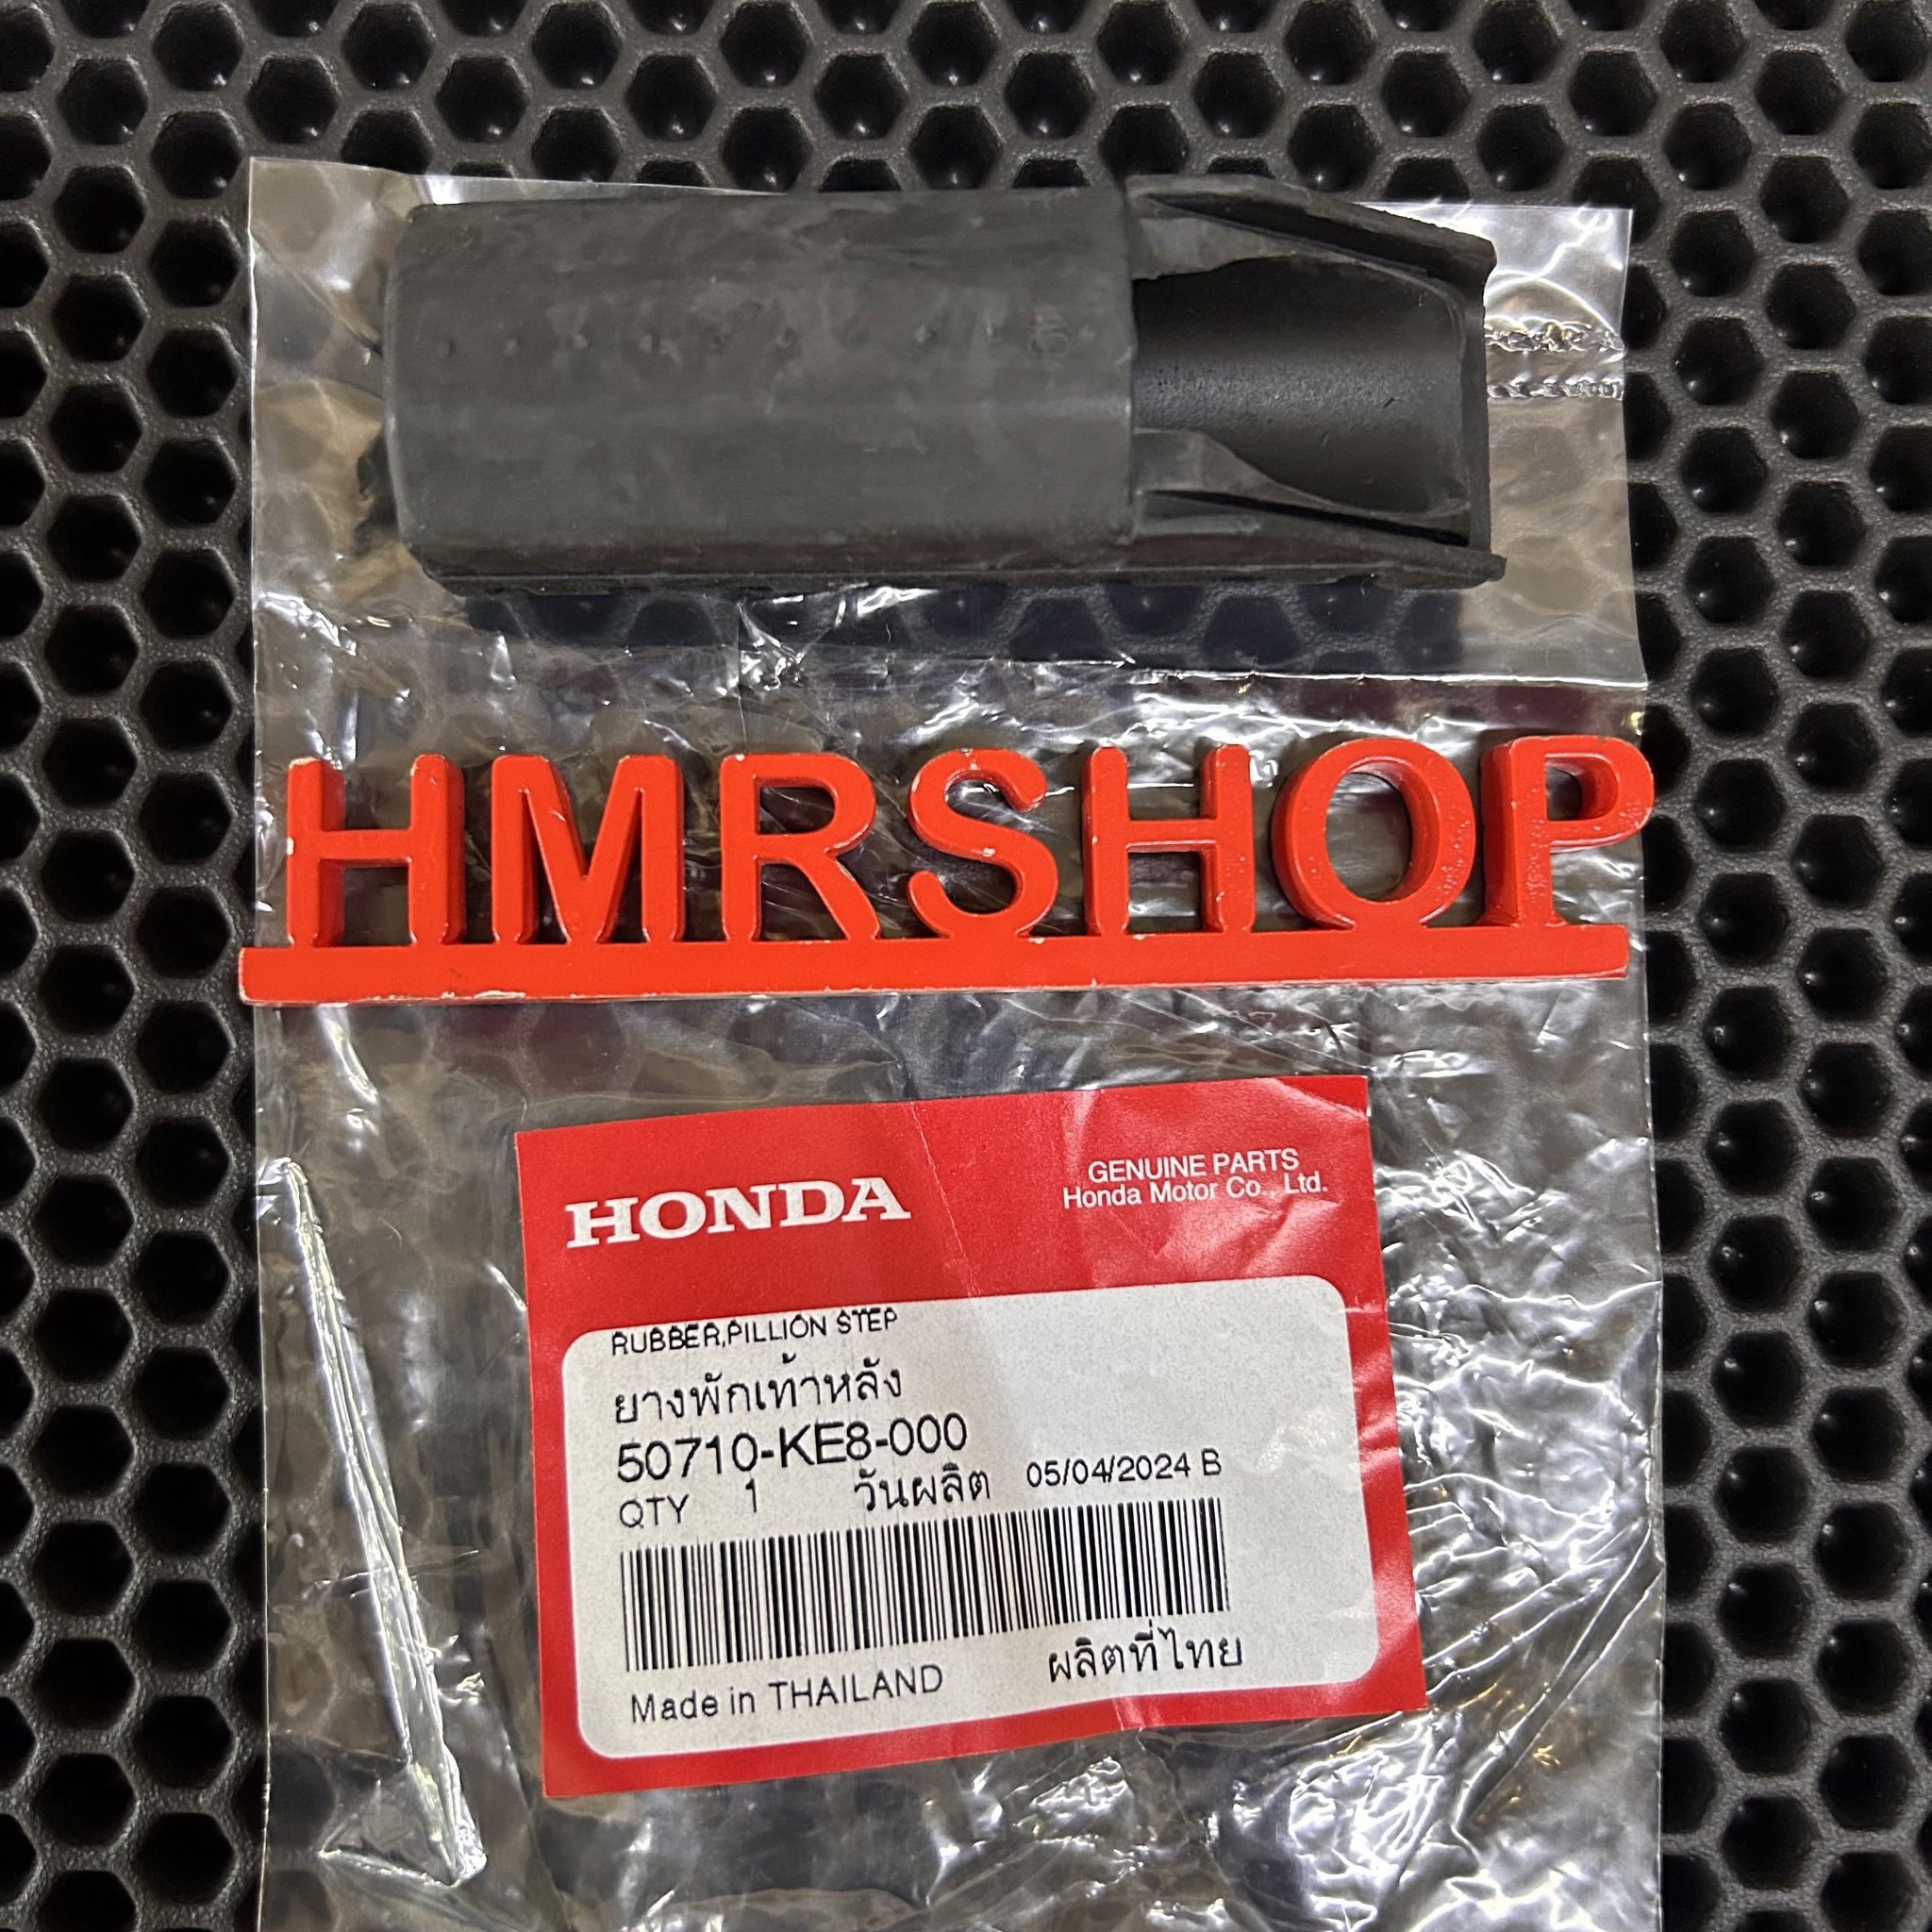 HMRSHOP
HONDA
GENUINE PARTS
Honda Motor Co., Ltd.
RUBBER,PILLION STEP
ยางพักเท้าหลัง
50710-KE8-000
QTY 1 วันผลิต 05/04/2024 B
Made in THAILAND ผลิตที่ไทย